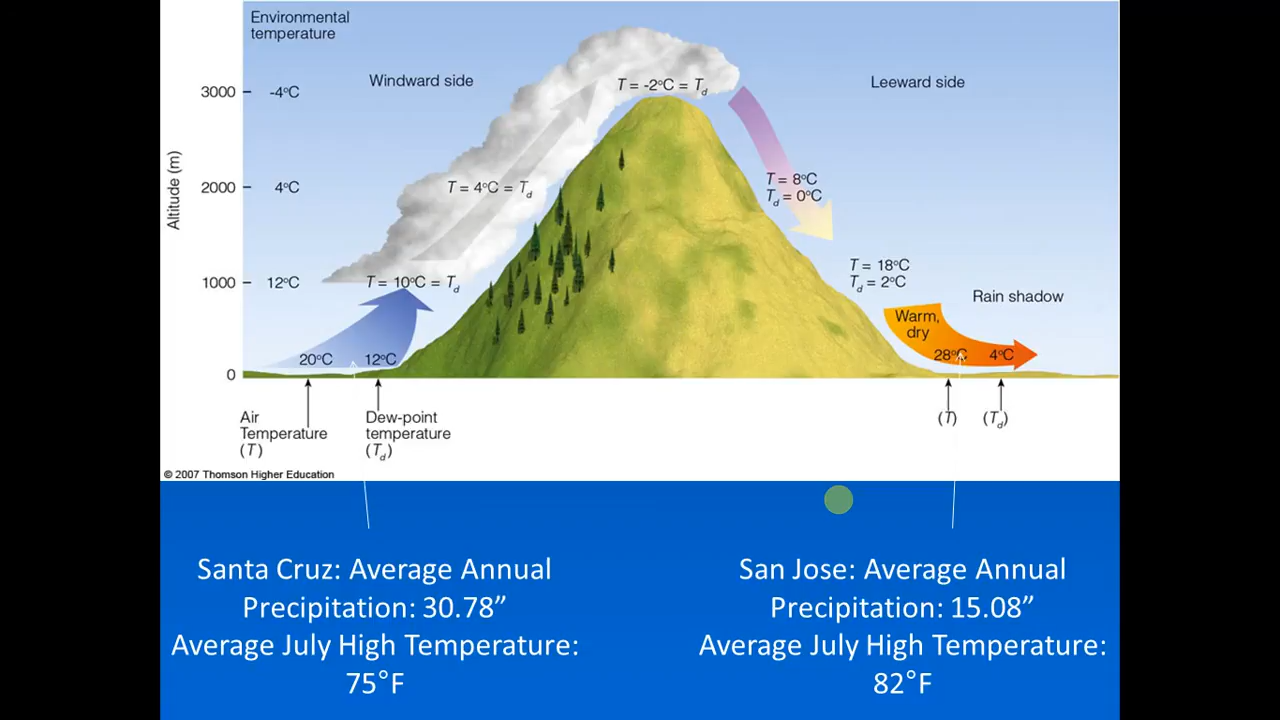 Environmental
temperature
Windward side
Leeward side
Altitude (m)
3000
-4°C
T = -2°C = Td
2000
4°C
T = 4°C = Td
T = 8°C
Td = 0°C
1000
12°C
T = 10°C = Td
T = 18°C
Td = 2°C
Rain shadow
Warm,
dry
0
20°C
12°C
28°C
4°C
Air
Temperature
(T)
Dew-point
temperature
(Td)
(T)
(Td)
© 2007 Thomson Higher Education
Santa Cruz: Average Annual
Precipitation: 30.78”
Average July High Temperature:
75°F
San Jose: Average Annual
Precipitation: 15.08”
Average July High Temperature:
82°F